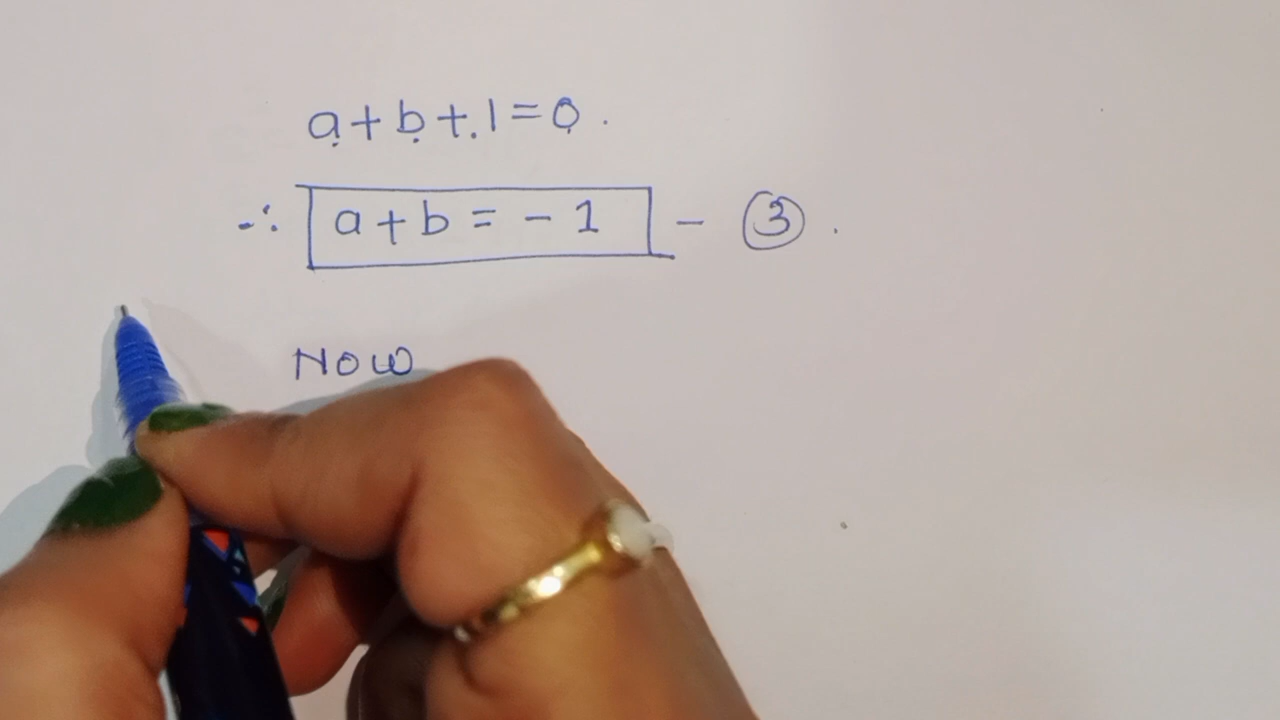 a+b+1=0.
∴ a+b = -1 - ③.
Now